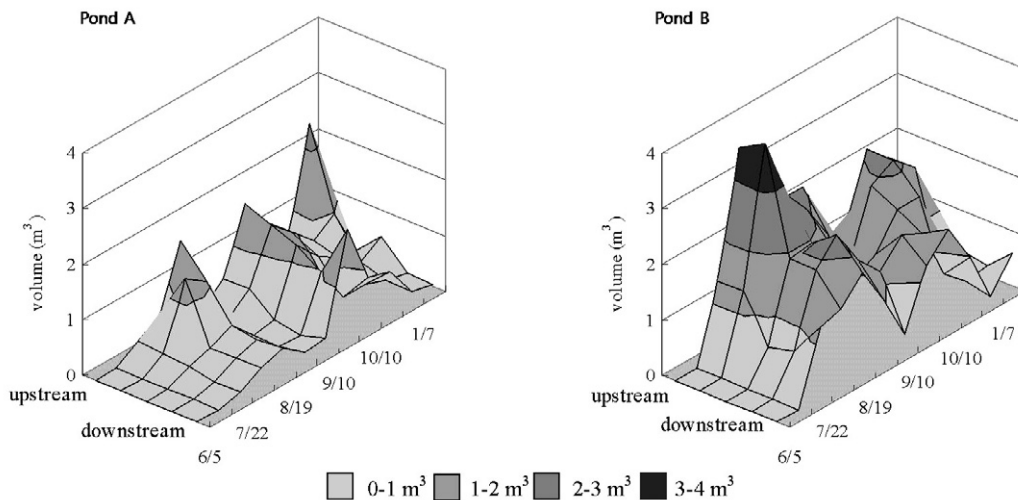 Pond A
4
3
2
1
0
volume (m³)
upstream
downstream
6/5
7/22
8/19
9/10
10/10
1/7
Pond B
4
3
2
1
0
volume (m³)
upstream
downstream
6/5
7/22
8/19
9/10
10/10
1/7
0-1 m³
1-2 m³
2-3 m³
3-4 m³